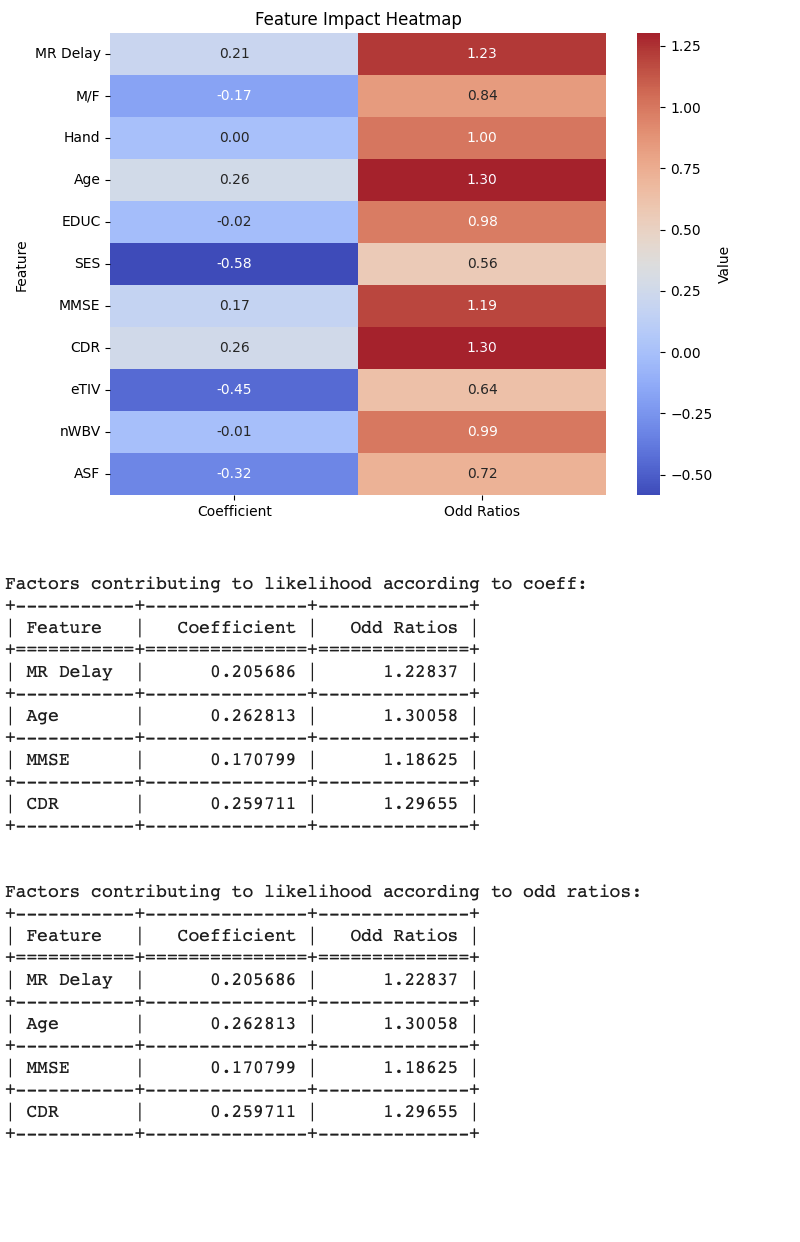 Feature Impact Heatmap
MR Delay 0.21 1.23
M/F -0.17 0.84
Hand 0.00 1.00
Age 0.26 1.30
EDUC -0.02 0.98
SES -0.58 0.56
MMSE 0.17 1.19
CDR 0.26 1.30
eTIV -0.45 0.64
nWBV -0.01 0.99
ASF -0.32 0.72
Coefficient Odd Ratios
Feature
1.25
1.00
0.75
0.50
0.25
0.00
−0.25
−0.50
Value
Factors contributing to likelihood according to coeff:
+-----------+---------------+--------------+
| Feature   |   Coefficient |   Odd Ratios |
+===========+===============+==============+
| MR Delay  |      0.205686 |      1.22837 |
+-----------+---------------+--------------+
| Age       |      0.262813 |      1.30058 |
+-----------+---------------+--------------+
| MMSE      |      0.170799 |      1.18625 |
+-----------+---------------+--------------+
| CDR       |      0.259711 |      1.29655 |
+-----------+---------------+--------------+
Factors contributing to likelihood according to odd ratios:
+-----------+---------------+--------------+
| Feature   |   Coefficient |   Odd Ratios |
+===========+===============+==============+
| MR Delay  |      0.205686 |      1.22837 |
+-----------+---------------+--------------+
| Age       |      0.262813 |      1.30058 |
+-----------+---------------+--------------+
| MMSE      |      0.170799 |      1.18625 |
+-----------+---------------+--------------+
| CDR       |      0.259711 |      1.29655 |
+-----------+---------------+--------------+